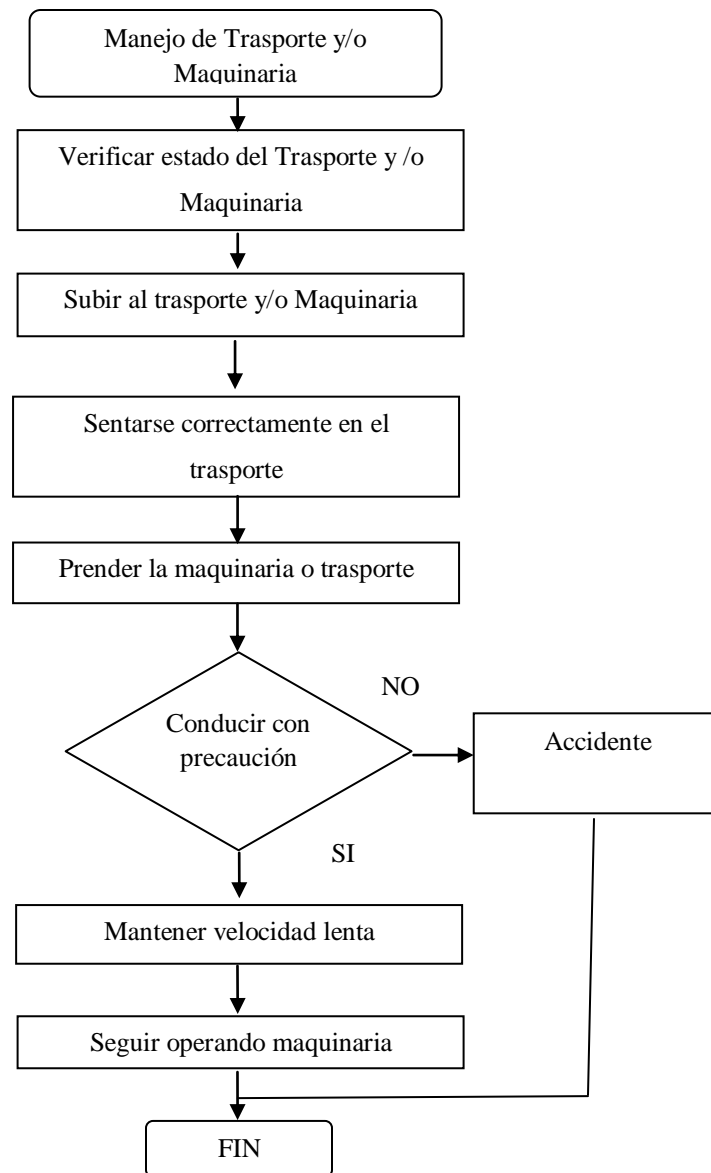 Manejo de Trasporte y/o
Maquinaria
Verificar estado del Trasporte y /o
Maquinaria
Subir al trasporte y/o Maquinaria
Sentarse correctamente en el
trasporte
Prender la maquinaria o trasporte
NO
Conducir con
precaución
Accidente
SI
Mantener velocidad lenta
Seguir operando maquinaria
FIN